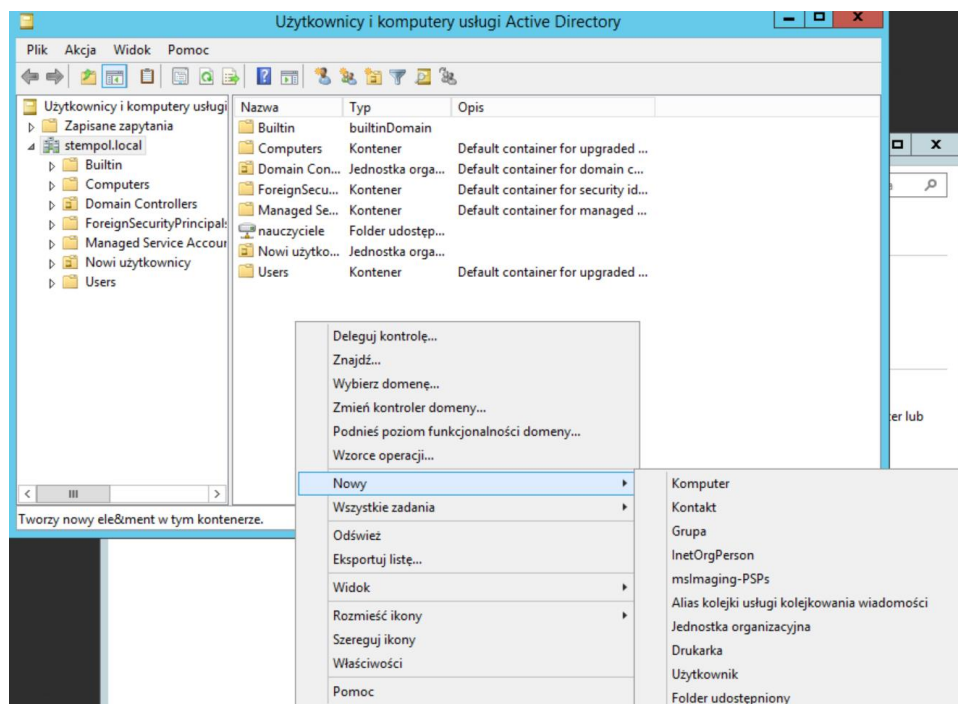 Użytkownicy i komputery usługi Active Directory
Plik Akcja Widok Pomoc
Użytkownicy i komputery usługi
Zapisane zapytania
stempol.local
Builtin
Computers
Domain Controllers
ForeignSecurityPrincipals
Managed Service Accour
Nowi użytkownicy
Users
Nazwa Typ Opis
Builtin builtinDomain
Computers Kontener Default container for upgraded ...
Domain Con... Jednostka orga... Default container for domain c...
ForeignSecu... Kontener Default container for security id...
Managed Se... Kontener Default container for managed ...
nauczyciele Folder udostęp...
Nowi użytko... Jednostka orga...
Users Kontener Default container for upgraded ...
Deleguj kontrolę...
Znajdź...
Wybierz domenę...
Zmień kontroler domeny...
Podnieś poziom funkcjonalności domeny...
Wzorce operacji...
Nowy
Wszystkie zadania
Odśwież
Eksportuj listę...
Widok
Rozmieść ikony
Szereguj ikony
Właściwości
Pomoc
Komputer
Kontakt
Grupa
InetOrgPerson
msImaging-PSPs
Alias kolejki usługi kolejkowania wiadomości
Jednostka organizacyjna
Drukarka
Użytkownik
Folder udostępniony
Tworzy nowy ele&ment w tym kontenerze.
er lub